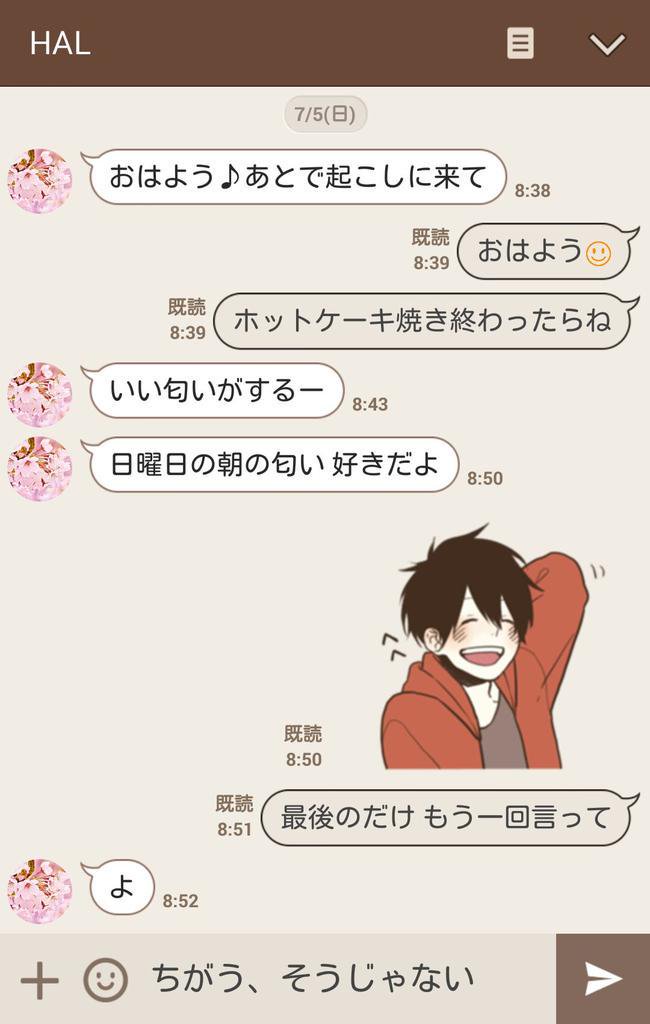 HAL
7/5(日)
おはよう♪あとで起こしに来て
8:38
既読
8:39
おはよう☺
既読
8:39
ホットケーキ焼き終わったらね
いい匂いがするー
8:43
日曜日の朝の匂い 好きだよ
8:50
既読
8:50
既読
8:51
最後のだけ もう一回言って
よ
8:52
ちがう、そうじゃない